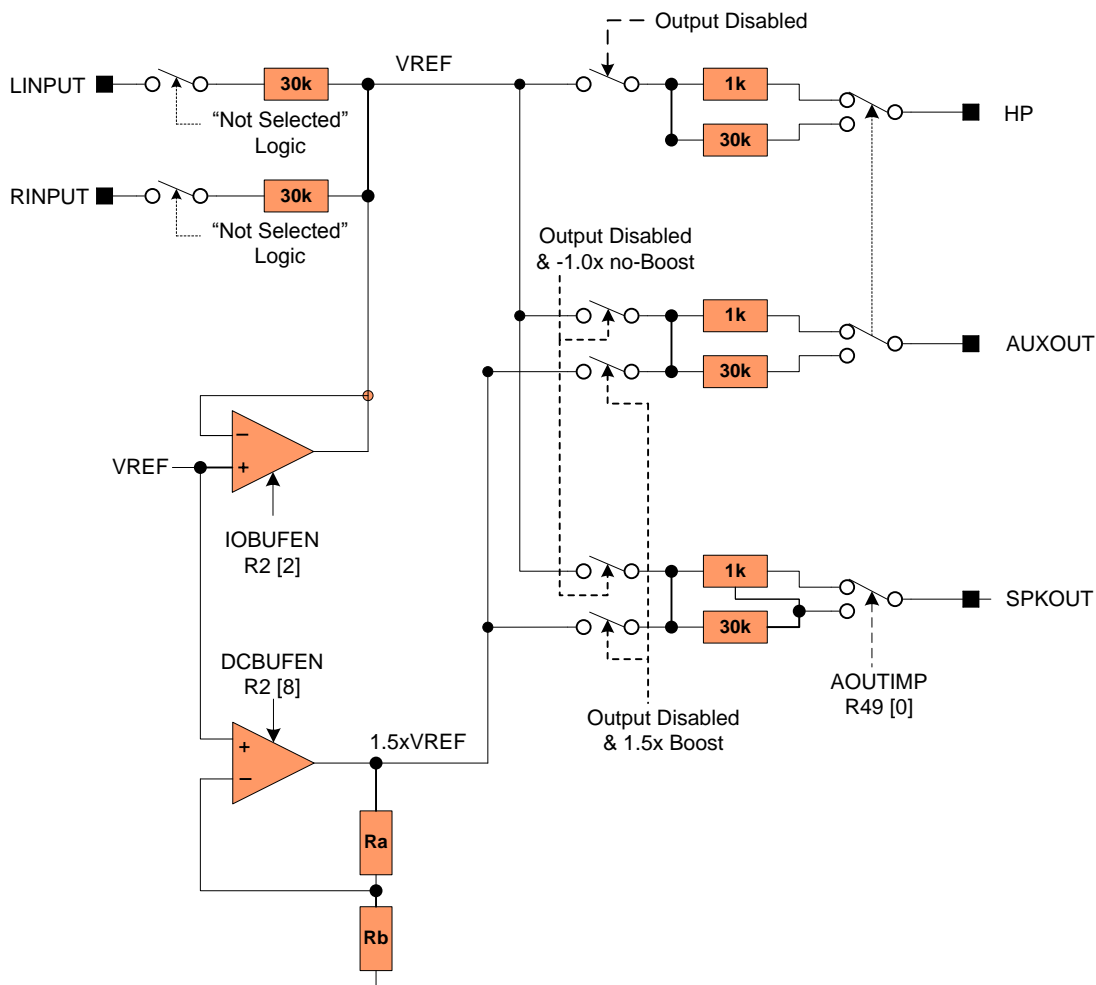 Output Disabled
LINPUT
30k
VREF
1k
HP
"Not Selected"
Logic
30k
RINPUT
30k
"Not Selected"
Logic
Output Disabled
& -1.0x no-Boost
1k
AUXOUT
30k
VREF
−
+
IOBUFEN
R2 [2]
1k
SPKOUT
30k
DCBUFEN
R2 [8]
AOUTIMP
R49 [0]
Output Disabled
& 1.5x Boost
1.5xVREF
+
−
Ra
Rb